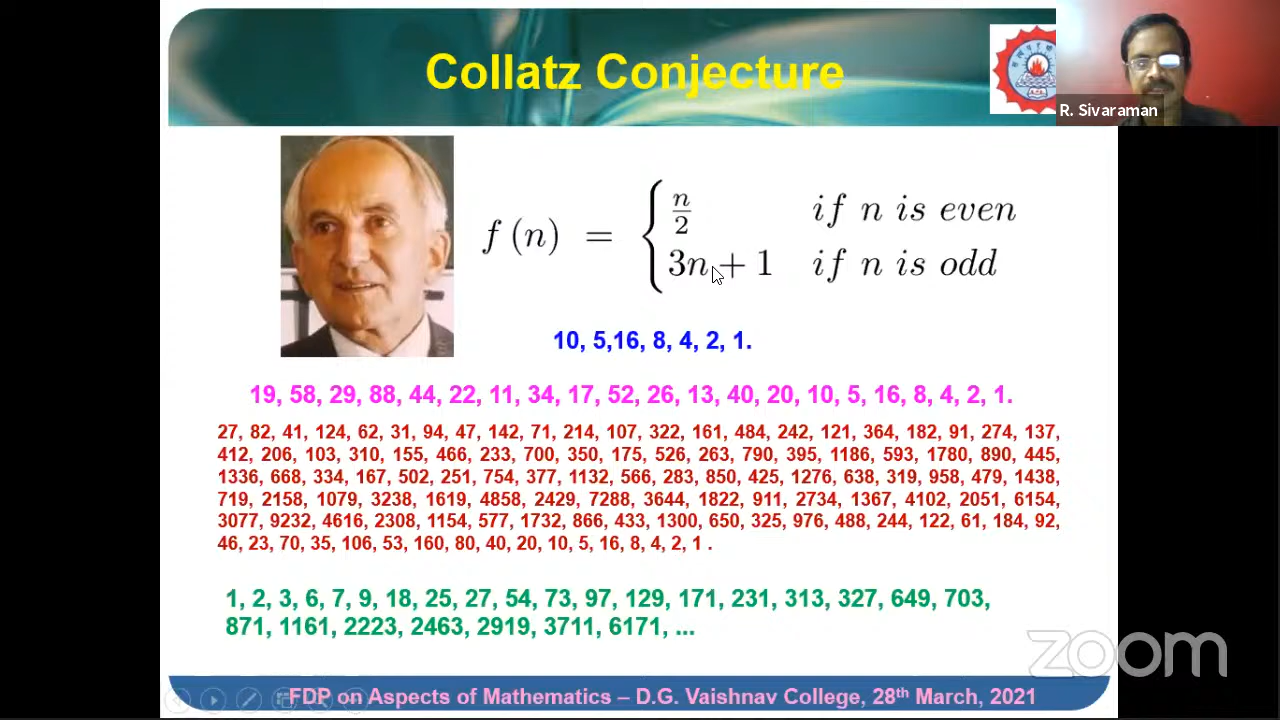 Collatz Conjecture
R. Sivaraman
f (n) = { n/2 if n is even
3n + 1 if n is odd
10, 5,16, 8, 4, 2, 1.
19, 58, 29, 88, 44, 22, 11, 34, 17, 52, 26, 13, 40, 20, 10, 5, 16, 8, 4, 2, 1.
27, 82, 41, 124, 62, 31, 94, 47, 142, 71, 214, 107, 322, 161, 484, 242, 121, 364, 182, 91, 274, 137,
412, 206, 103, 310, 155, 466, 233, 700, 350, 175, 526, 263, 790, 395, 1186, 593, 1780, 890, 445,
1336, 668, 334, 167, 502, 251, 754, 377, 1132, 566, 283, 850, 425, 1276, 638, 319, 958, 479, 1438,
719, 2158, 1079, 3238, 1619, 4858, 2429, 7288, 3644, 1822, 911, 2734, 1367, 4102, 2051, 6154,
3077, 9232, 4616, 2308, 1154, 577, 1732, 866, 433, 1300, 650, 325, 976, 488, 244, 122, 61, 184, 92,
46, 23, 70, 35, 106, 53, 160, 80, 40, 20, 10, 5, 16, 8, 4, 2, 1 .
1, 2, 3, 6, 7, 9, 18, 25, 27, 54, 73, 97, 129, 171, 231, 313, 327, 649, 703,
871, 1161, 2223, 2463, 2919, 3711, 6171, ...
zoom
FDP on Aspects of Mathematics – D.G. Vaishnav College, 28th March, 2021